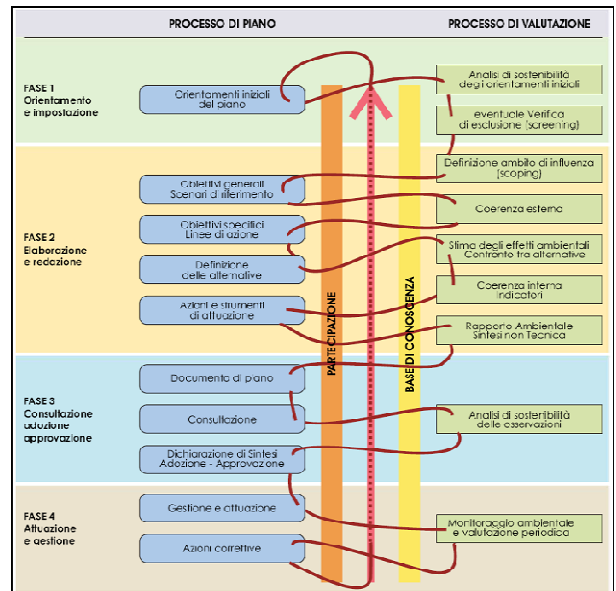 PROCESSO DI PIANO
PROCESSO DI VALUTAZIONE
FASE 1
Orientamento
e impostazione
Orientamenti iniziali
del piano
Analisi di sostenibilità
degli orientamenti iniziali
eventuale Verifica
di esclusione (screening)
Definizione ambito di influenza
(scoping)
FASE 2
Elaborazione
e redazione
Obiettivi generali
Scenari di riferimento
Coerenza esterna
Obiettivi specifici
Linee di azione
Definizione
delle alternative
Stima degli effetti ambientali
Confronto tra alternative
Azioni e strumenti
di attuazione
Coerenza interna
Indicatori
Rapporto Ambientale
Sintesi non Tecnica
PARTECIPAZIONE
BASE DI CONOSCENZA
FASE 3
Consultazione
adozione
approvazione
Documento di piano
Consultazione
Analisi di sostenibilità
delle osservazioni
Dichiarazione di Sintesi
Adozione - Approvazione
FASE 4
Attuazione
e gestione
Gestione e attuazione
Monitoraggio ambientale
e valutazione periodica
Azioni correttive